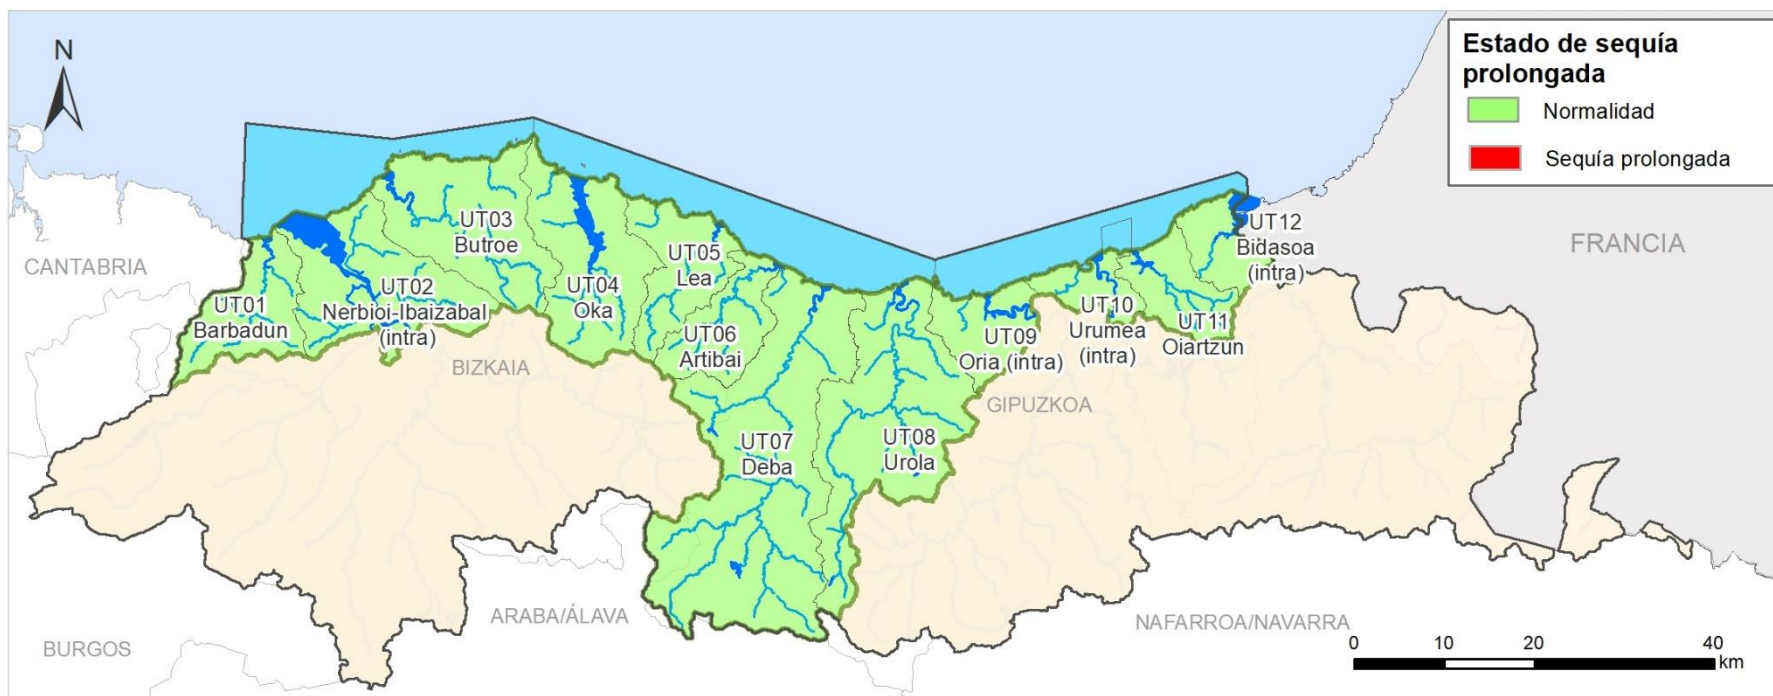 N
Estado de sequía
prolongada
Normalidad
Sequía prolongada
FRANCIA
CANTABRIA
UT01
Barbadun
UT02
Nerbioi-Ibaizabal
(intra)
UT03
Butroe
UT04
Oka
UT05
Lea
UT06
Artibai
UT07
Deba
UT08
Urola
UT09
Oria (intra)
UT10
Urumea
(intra)
UT11
Oiartzun
UT12
Bidasoa
(intra)
BIZKAIA
GIPUZKOA
ARABA/ÁLAVA
NAFARROA/NAVARRA
BURGOS
0 10 20 40
km